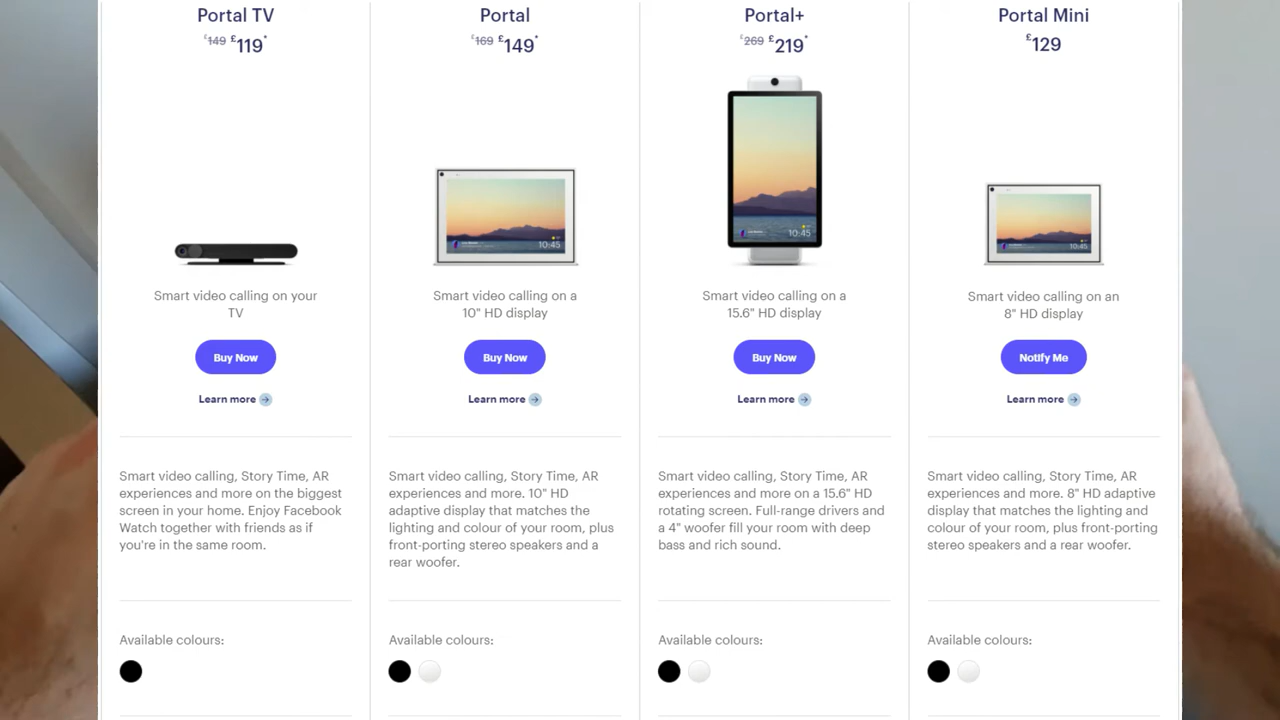 Portal TV
£149 £119*
Smart video calling on your
TV
Buy Now
Learn more
Smart video calling, Story Time, AR
experiences and more on the biggest
screen in your home. Enjoy Facebook
Watch together with friends as if
you're in the same room.
Available colours:
Portal
£169 £149*
10:45
Smart video calling on a
10" HD display
Buy Now
Learn more
Smart video calling, Story Time, AR
experiences and more. 10" HD
adaptive display that matches the
lighting and colour of your room, plus
front-porting stereo speakers and a
rear woofer.
Available colours:
Portal+
£269 £219*
10:45
Smart video calling on a
15.6" HD display
Buy Now
Learn more
Smart video calling, Story Time, AR
experiences and more on a 15.6" HD
rotating screen. Full-range drivers and
a 4" woofer fill your room with deep
bass and rich sound.
Available colours:
Portal Mini
£129
10:45
Smart video calling on an
8" HD display
Notify Me
Learn more
Smart video calling, Story Time, AR
experiences and more. 8" HD adaptive
display that matches the lighting and
colour of your room, plus front-porting
stereo speakers and a rear woofer.
Available colours: